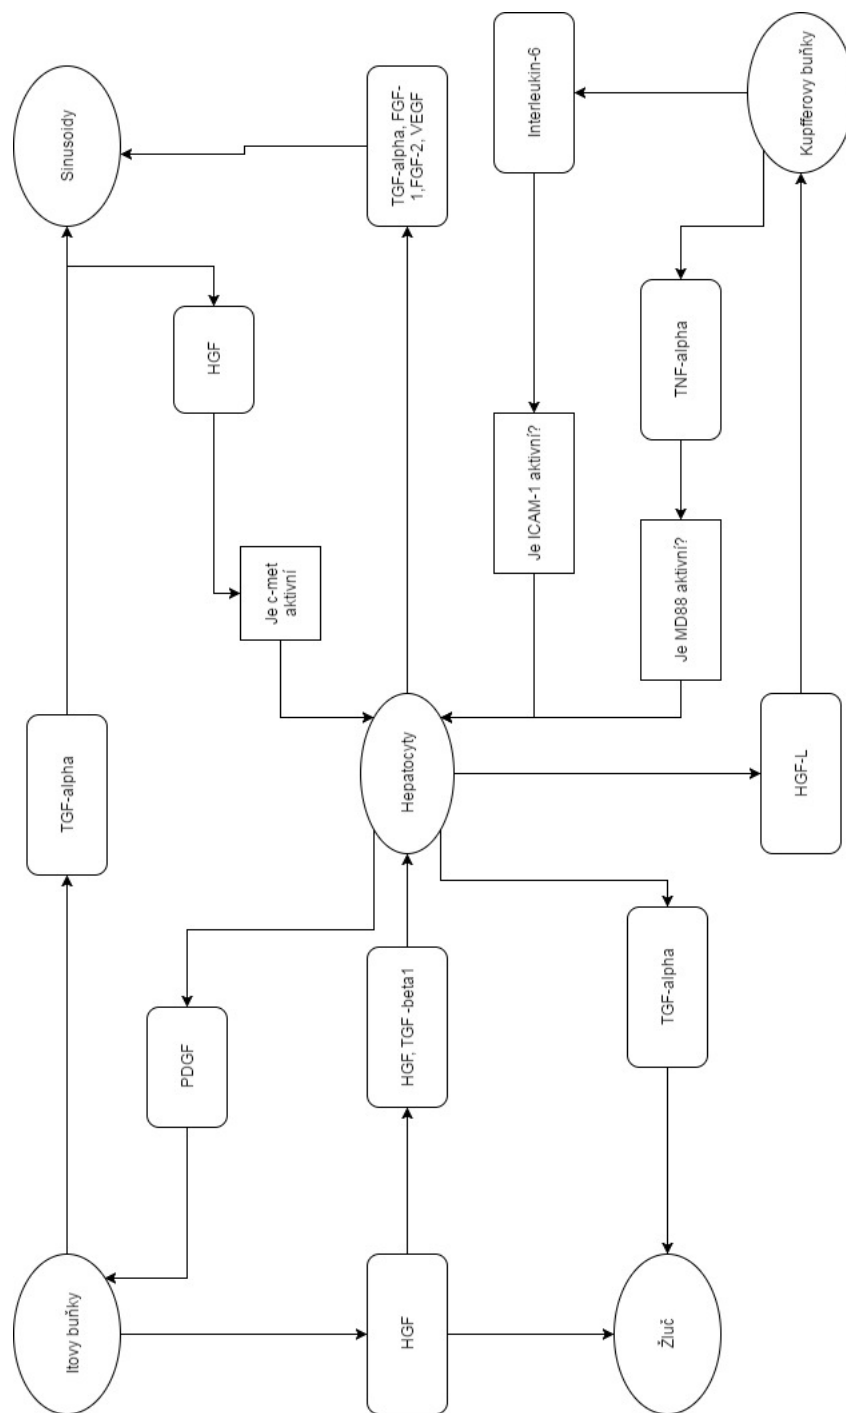 Itovy buňky
TGF-alpha
Sinusoidy
PDGF
HGF
Je c-met
aktivní
HGF
HGF, TGF-beta1
Hepatocyty
TGF-alpha, FGF-
1,FGF-2, VEGF
Je ICAM-1 aktivní?
Interleukin-6
Žluč
TGF-alpha
Je MD88 aktivní?
TNF-alpha
HGF-L
Kupfferovy buňky